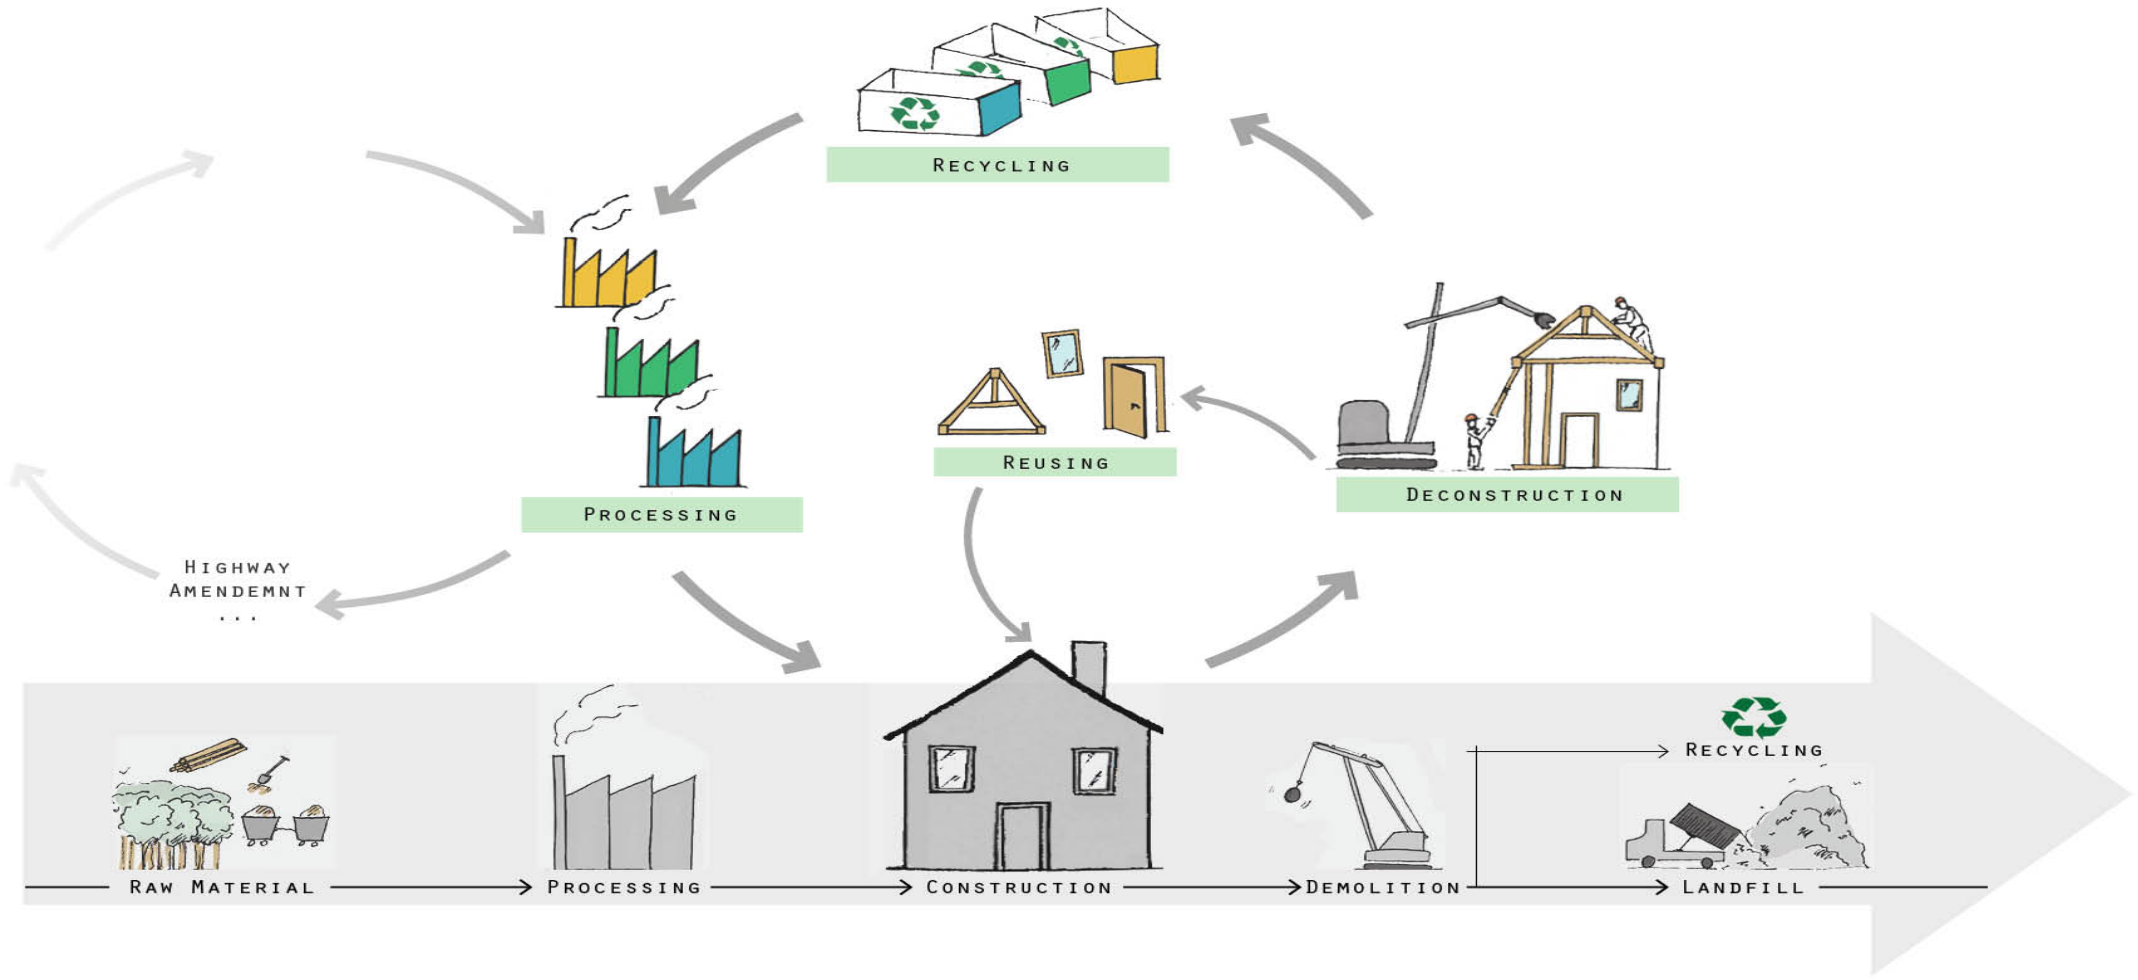 RECYCLING
REUSING
DECONSTRUCTION
PROCESSING
HIGHWAY
AMENDEMNT
...
RECYCLING
RAW MATERIAL
PROCESSING
CONSTRUCTION
DEMOLITION
LANDFILL